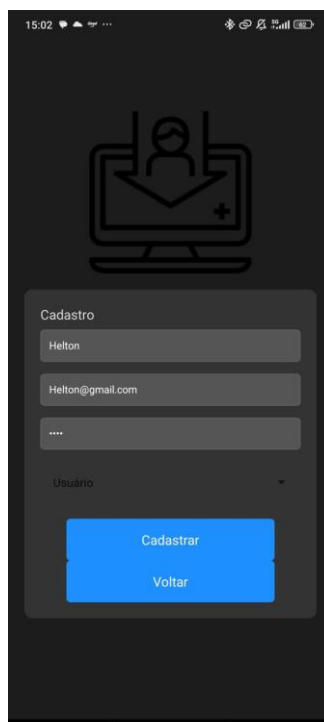 15:02
Cadastro
Helton
Helton@gmail.com
••••
Usuário
Cadastrar
Voltar